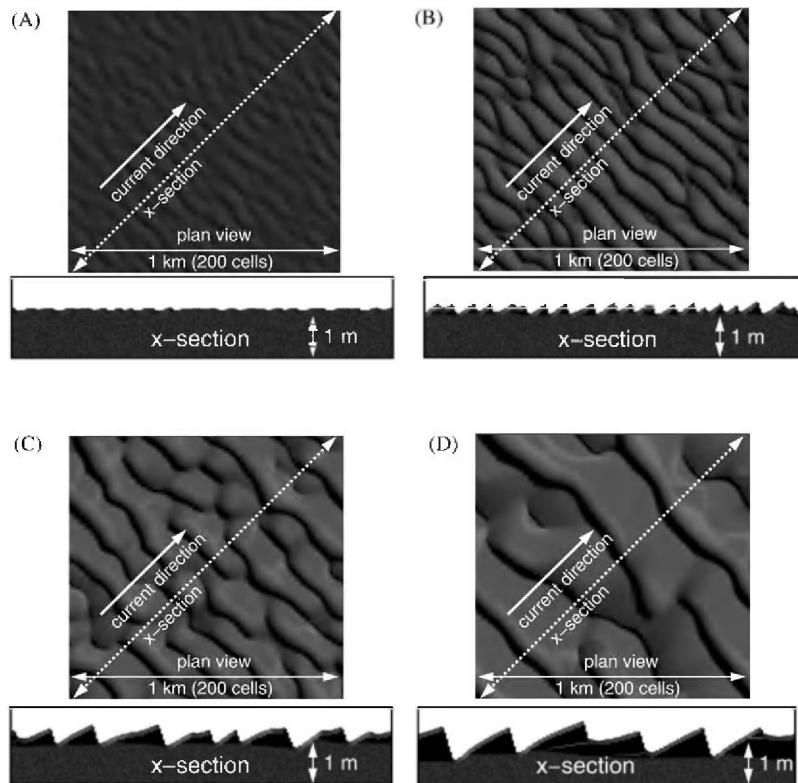 (A)
current direction
x-section
plan view
1 km (200 cells)
x-section
1 m
(B)
current direction
x-section
plan view
1 km (200 cells)
x-section
1 m
(C)
current direction
x-section
plan view
1 km (200 cells)
x-section
1 m
(D)
current direction
x-section
plan view
1 km (200 cells)
x-section
1 m